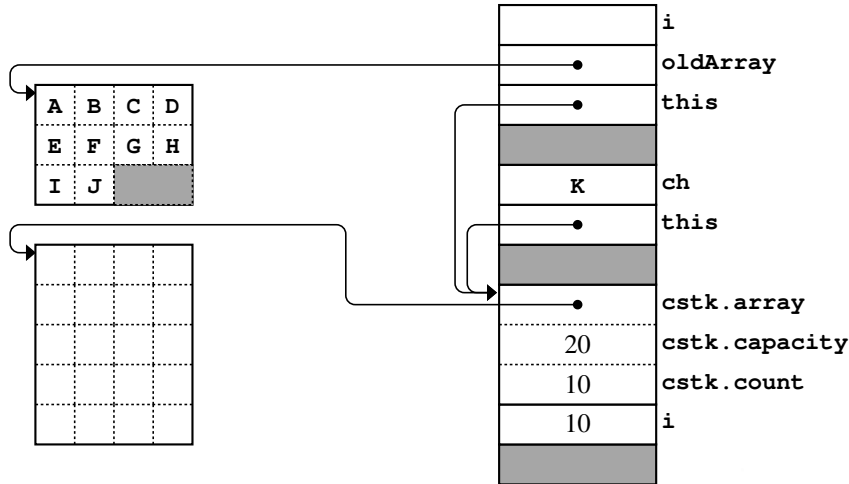 i
oldArray
this
A B C D
E F G H
I J
K ch
this
cstk.array
20 cstk.capacity
10 cstk.count
10 i